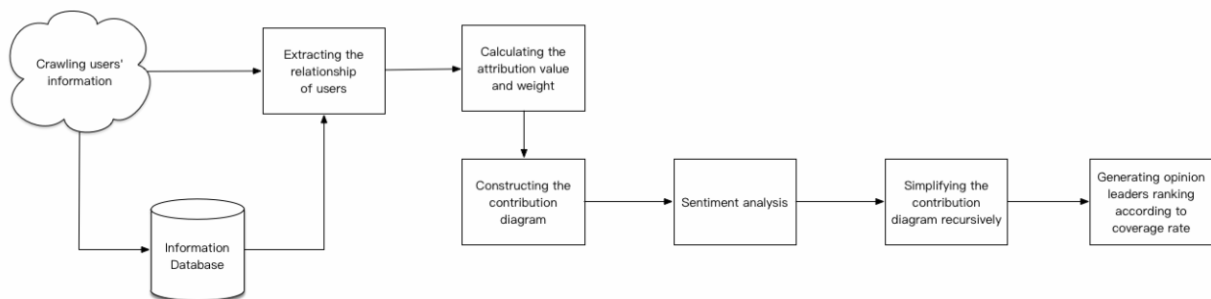 Crawling users'
information
Extracting the
relationship
of users
Calculating the
attribution value
and weight
Information
Database
Constructing the
contribution
diagram
Sentiment analysis
Simplifying the
contribution
diagram recursively
Generating opinion
leaders ranking
according to
coverage rate